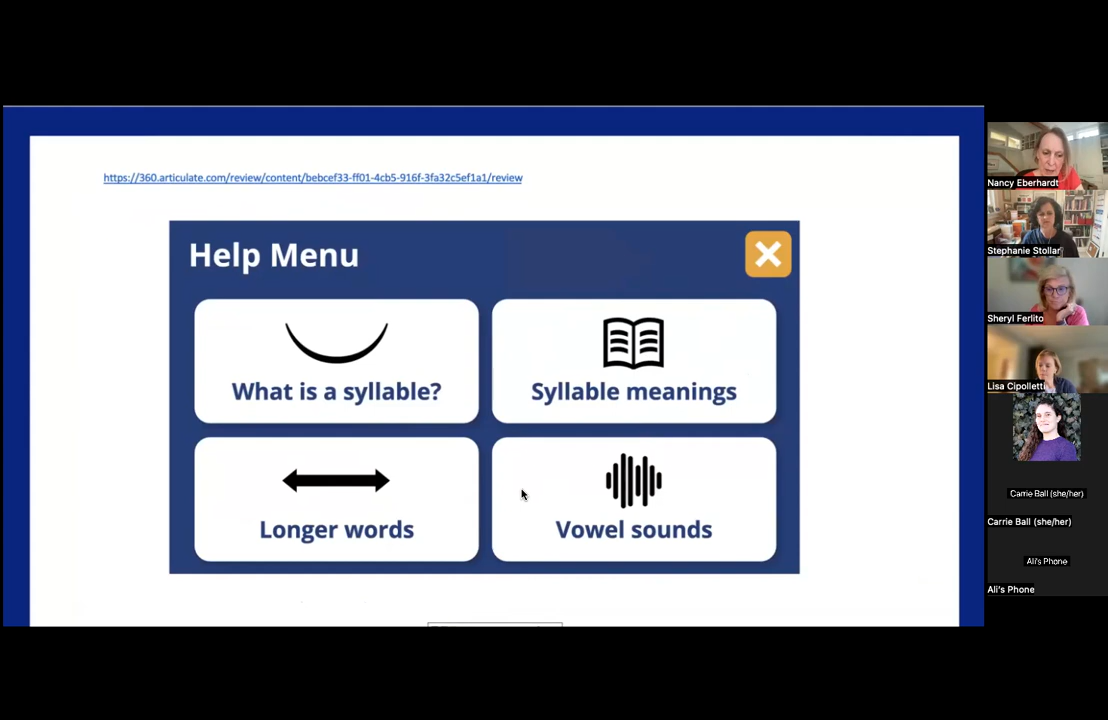 https://360.articulate.com/review/content/bebcef33-ff01-4cb5-916f-3fa32c5ef1a1/review
Help Menu
What is a syllable?
Syllable meanings
Longer words
Vowel sounds
Nancy Eberhardt
Stephanie Stollar
Sheryl Ferlito
Lisa Cipolletti
Carrie Ball (she/her)
Carrie Ball (she/her)
Ali's Phone
Ali's Phone